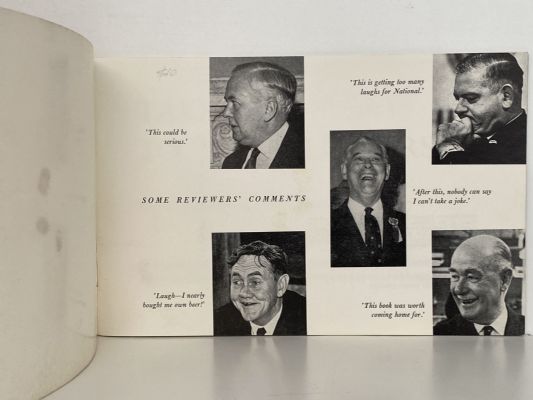 'This could be
serious.'
'This is getting too many
laughs for National.'
SOME REVIEWERS' COMMENTS
'After this, nobody can say
I can't take a joke.'
'Laugh—I nearly
bought me own beer!'
'This book was worth
coming home for.'